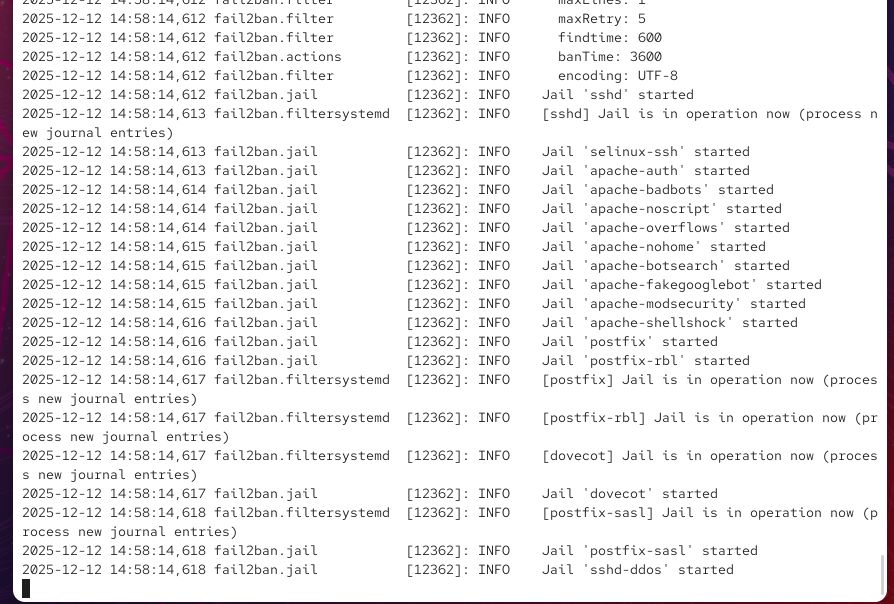 2025-12-12 14:58:14,612 fail2ban.filter         [12362]: INFO      maxLines: 1
2025-12-12 14:58:14,612 fail2ban.filter         [12362]: INFO      maxRetry: 5
2025-12-12 14:58:14,612 fail2ban.filter         [12362]: INFO      findtime: 600
2025-12-12 14:58:14,612 fail2ban.actions        [12362]: INFO      banTime: 3600
2025-12-12 14:58:14,612 fail2ban.filter         [12362]: INFO      encoding: UTF-8
2025-12-12 14:58:14,612 fail2ban.jail           [12362]: INFO    Jail 'sshd' started
2025-12-12 14:58:14,613 fail2ban.filtersystemd  [12362]: INFO    [sshd] Jail is in operation now (process n
ew journal entries)
2025-12-12 14:58:14,613 fail2ban.jail           [12362]: INFO    Jail 'selinux-ssh' started
2025-12-12 14:58:14,613 fail2ban.jail           [12362]: INFO    Jail 'apache-auth' started
2025-12-12 14:58:14,614 fail2ban.jail           [12362]: INFO    Jail 'apache-badbots' started
2025-12-12 14:58:14,614 fail2ban.jail           [12362]: INFO    Jail 'apache-noscript' started
2025-12-12 14:58:14,614 fail2ban.jail           [12362]: INFO    Jail 'apache-overflows' started
2025-12-12 14:58:14,615 fail2ban.jail           [12362]: INFO    Jail 'apache-nohome' started
2025-12-12 14:58:14,615 fail2ban.jail           [12362]: INFO    Jail 'apache-botsearch' started
2025-12-12 14:58:14,615 fail2ban.jail           [12362]: INFO    Jail 'apache-fakegooglebot' started
2025-12-12 14:58:14,615 fail2ban.jail           [12362]: INFO    Jail 'apache-modsecurity' started
2025-12-12 14:58:14,616 fail2ban.jail           [12362]: INFO    Jail 'apache-shellshock' started
2025-12-12 14:58:14,616 fail2ban.jail           [12362]: INFO    Jail 'postfix' started
2025-12-12 14:58:14,616 fail2ban.jail           [12362]: INFO    Jail 'postfix-rbl' started
2025-12-12 14:58:14,617 fail2ban.filtersystemd  [12362]: INFO    [postfix] Jail is in operation now (proces
s new journal entries)
2025-12-12 14:58:14,617 fail2ban.filtersystemd  [12362]: INFO    [postfix-rbl] Jail is in operation now (pr
ocess new journal entries)
2025-12-12 14:58:14,617 fail2ban.filtersystemd  [12362]: INFO    [dovecot] Jail is in operation now (proces
s new journal entries)
2025-12-12 14:58:14,617 fail2ban.jail           [12362]: INFO    Jail 'dovecot' started
2025-12-12 14:58:14,618 fail2ban.filtersystemd  [12362]: INFO    [postfix-sasl] Jail is in operation now (p
rocess new journal entries)
2025-12-12 14:58:14,618 fail2ban.jail           [12362]: INFO    Jail 'postfix-sasl' started
2025-12-12 14:58:14,618 fail2ban.jail           [12362]: INFO    Jail 'sshd-ddos' started